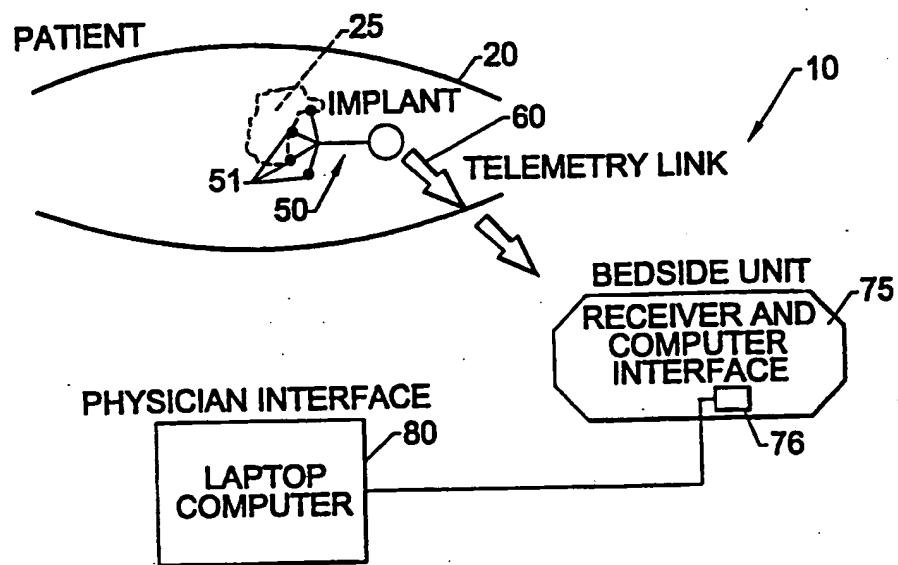 PATIENT
25
20
10
IMPLANT
60
51
50
TELEMETRY LINK
BEDSIDE UNIT
75
RECEIVER AND
COMPUTER
INTERFACE
76
PHYSICIAN INTERFACE
80
LAPTOP
COMPUTER